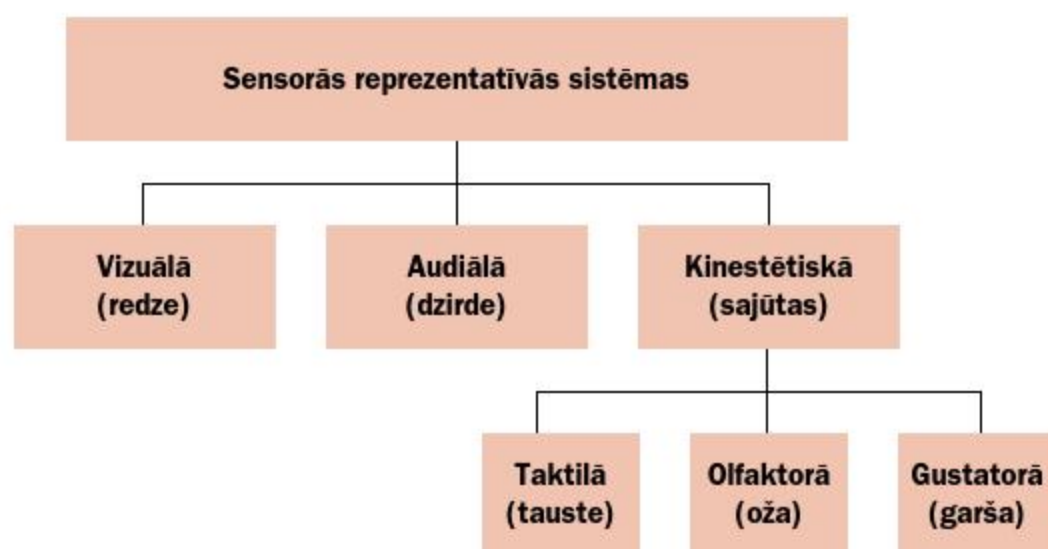 Sensorās reprezentatīvās sistēmas
Vizuālā
(redze)
Audiālā
(dzirde)
Kinestētiskā
(sajūtas)
Taktilā
(tauste)
Olfaktorā
(oža)
Gustatorā
(garša)